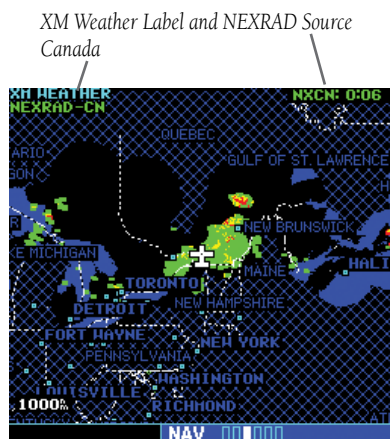 XM Weather Label and NEXRAD Source
Canada
XM WEATHER
NXCN: 0:06
NEXRAD-CN
QUEBEC
ARIO
GULF OF ST. LAWRENCE
GON
NEW BRUNSWICK
E MICHIGAN
MAINE
HALI
TORONTO
NEW HAMPSHIRE
DETROIT
FORT WAYNE
NEW YORK
PENNSYLVANIA
WASHINGTON
LOUISVILLE
1000
RICHMOND
NAV